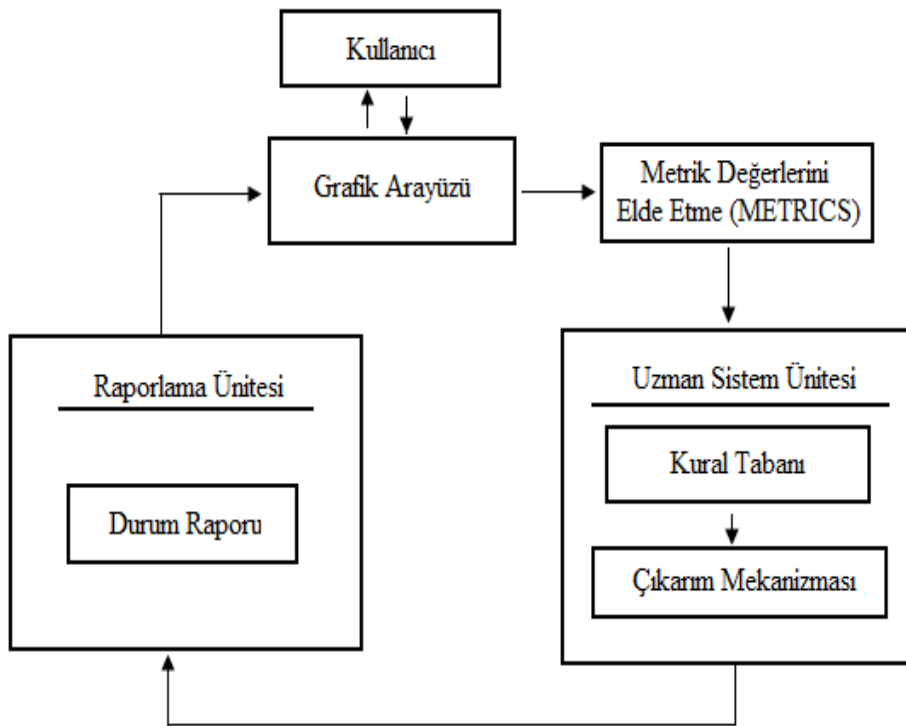 Kullanıcı
Grafik Arayüzü
Metrik Değerlerini
Elde Etme (METRICS)
Raporlama Ünitesi
Durum Raporu
Uzman Sistem Ünitesi
Kural Tabanı
Çıkarım Mekanizması